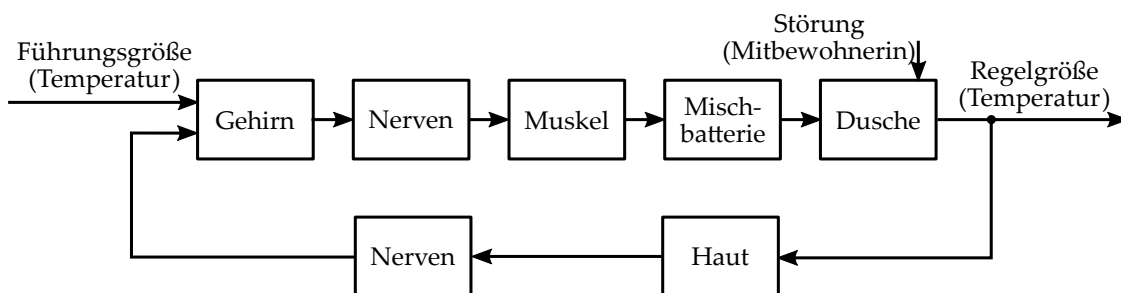 Störung
(Mitbewohnerin)
Führungsgröße
(Temperatur)
Regelgröße
(Temperatur)
Gehirn
Nerven
Muskel
Misch-
batterie
Dusche
Nerven
Haut